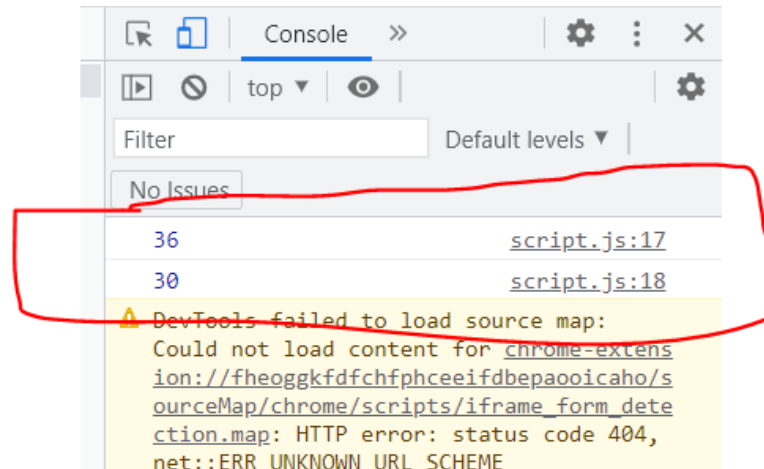 Console
top
Filter Default levels
No Issues
36 script.js:17
30 script.js:18
DevTools failed to load source map:
Could not load content for chrome-extens
ion://fheoggkfdfchfphceeifdbepaooicaho/s
ourceMap/chrome/scripts/iframe_form_dete
ction.map: HTTP error: status code 404,
net::ERR_UNKNOWN_URL_SCHEME